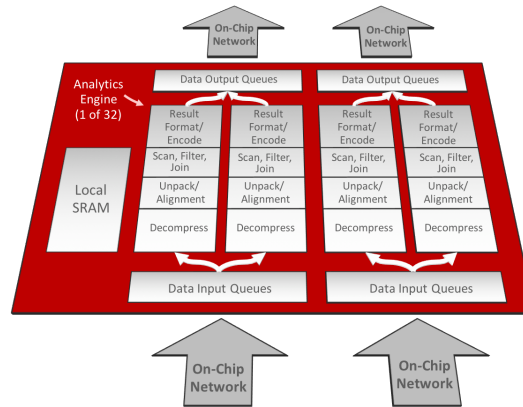 On-Chip
Network
On-Chip
Network
Data Output Queues
Data Output Queues
Analytics
Engine
(1 of 32)
Result
Format/
Encode
Scan, Filter,
Join
Unpack/
Alignment
Decompress
Result
Format/
Encode
Scan, Filter,
Join
Unpack/
Alignment
Decompress
Result
Format/
Encode
Scan, Filter,
Join
Unpack/
Alignment
Decompress
Result
Format/
Encode
Scan, Filter,
Join
Unpack/
Alignment
Decompress
Local
SRAM
Data Input Queues
Data Input Queues
On-Chip
Network
On-Chip
Network